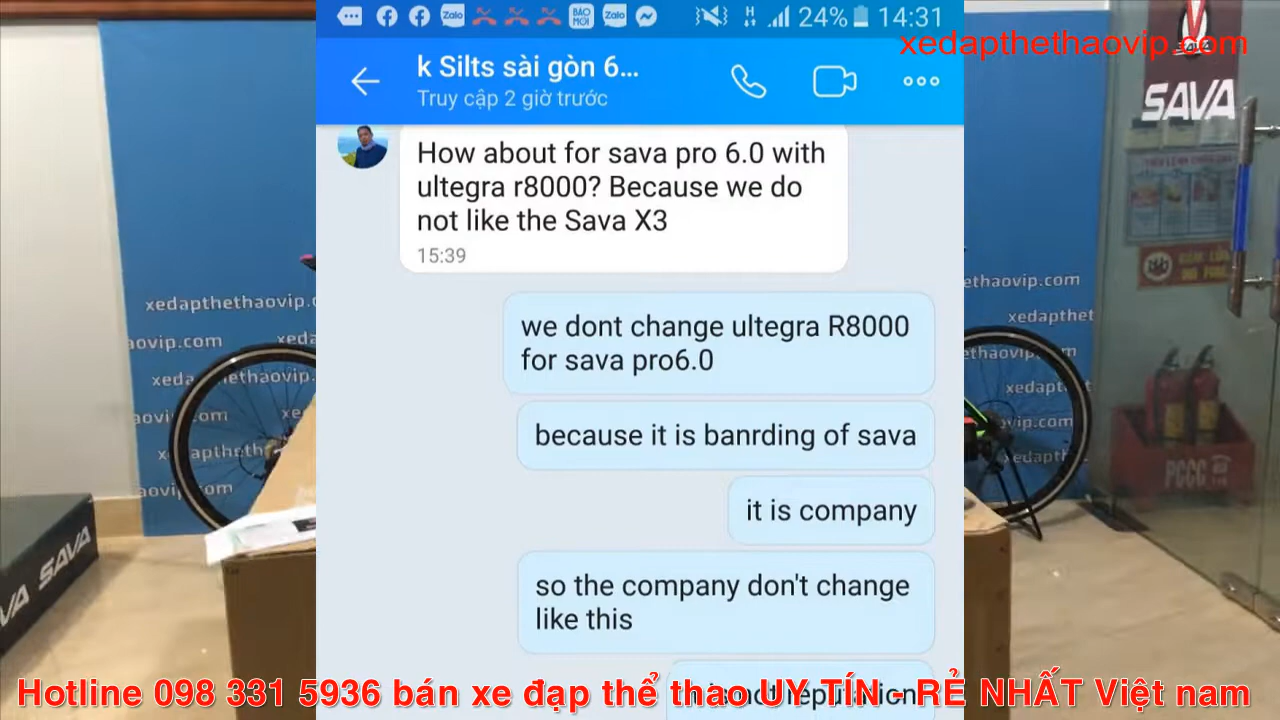 24% 14:31
xedapthethaovip.com
k Silts sài gòn 6...
Truy cập 2 giờ trước
SAVA
How about for sava pro 6.0 with
ultegra r8000? Because we do
not like the Sava X3
15:39
we dont change ultegra R8000
for sava pro6.0
because it is banrding of sava
it is company
so the company don't change
like this
xedapthethaovip.com
xedapthethaovip.com
xedapthet
PCCC
SAVA
Hotline 098 331 5936 bán xe đạp thể thao UY TÍN - RẺ NHẤT Việt nam